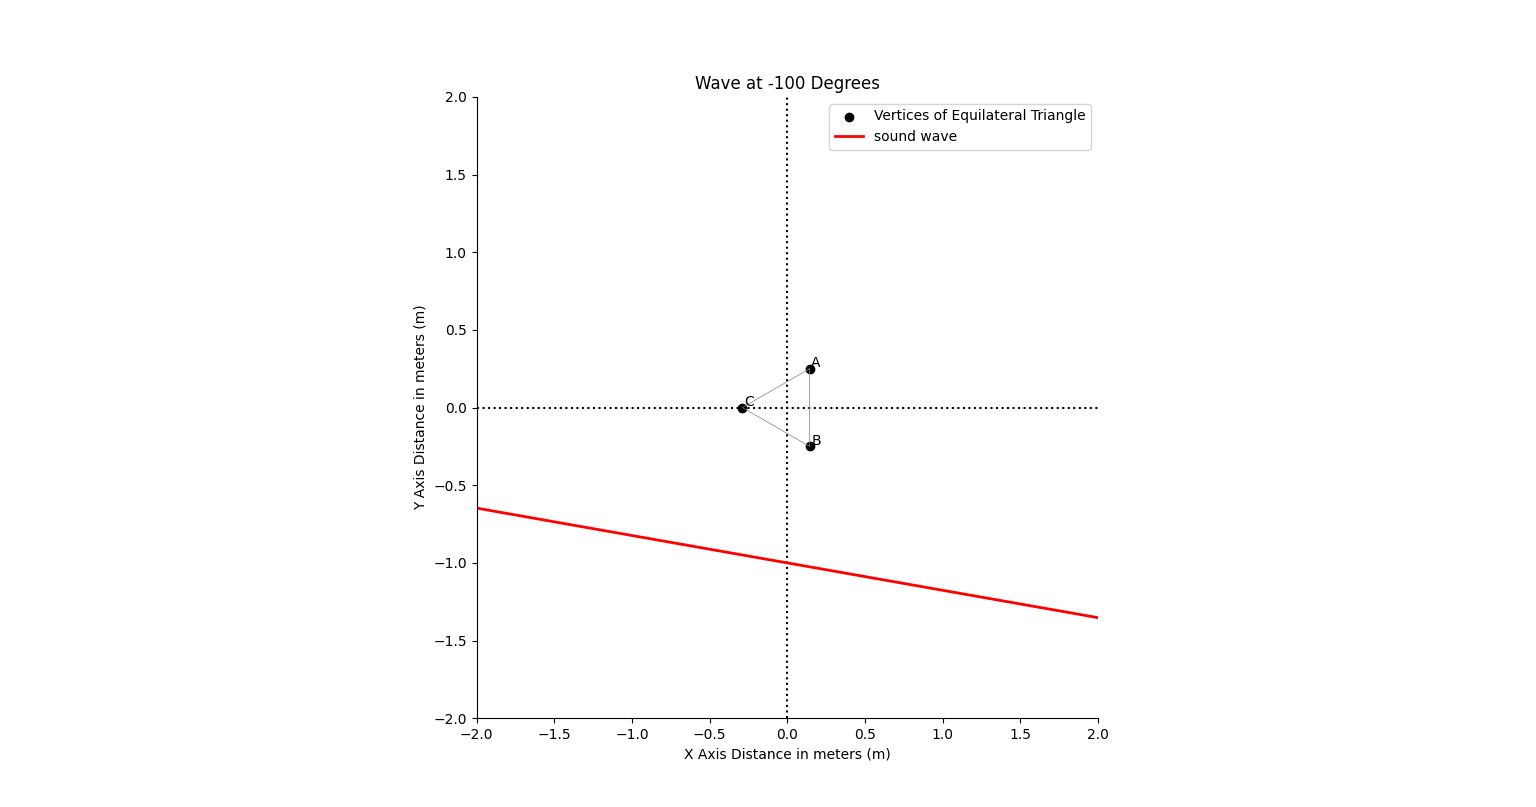 Wave at -100 Degrees
Vertices of Equilateral Triangle
sound wave
2.0
1.5
1.0
0.5
0.0
−0.5
−1.0
−1.5
−2.0
Y Axis Distance in meters (m)
A
C
B
−2.0 −1.5 −1.0 −0.5 0.0 0.5 1.0 1.5 2.0
X Axis Distance in meters (m)